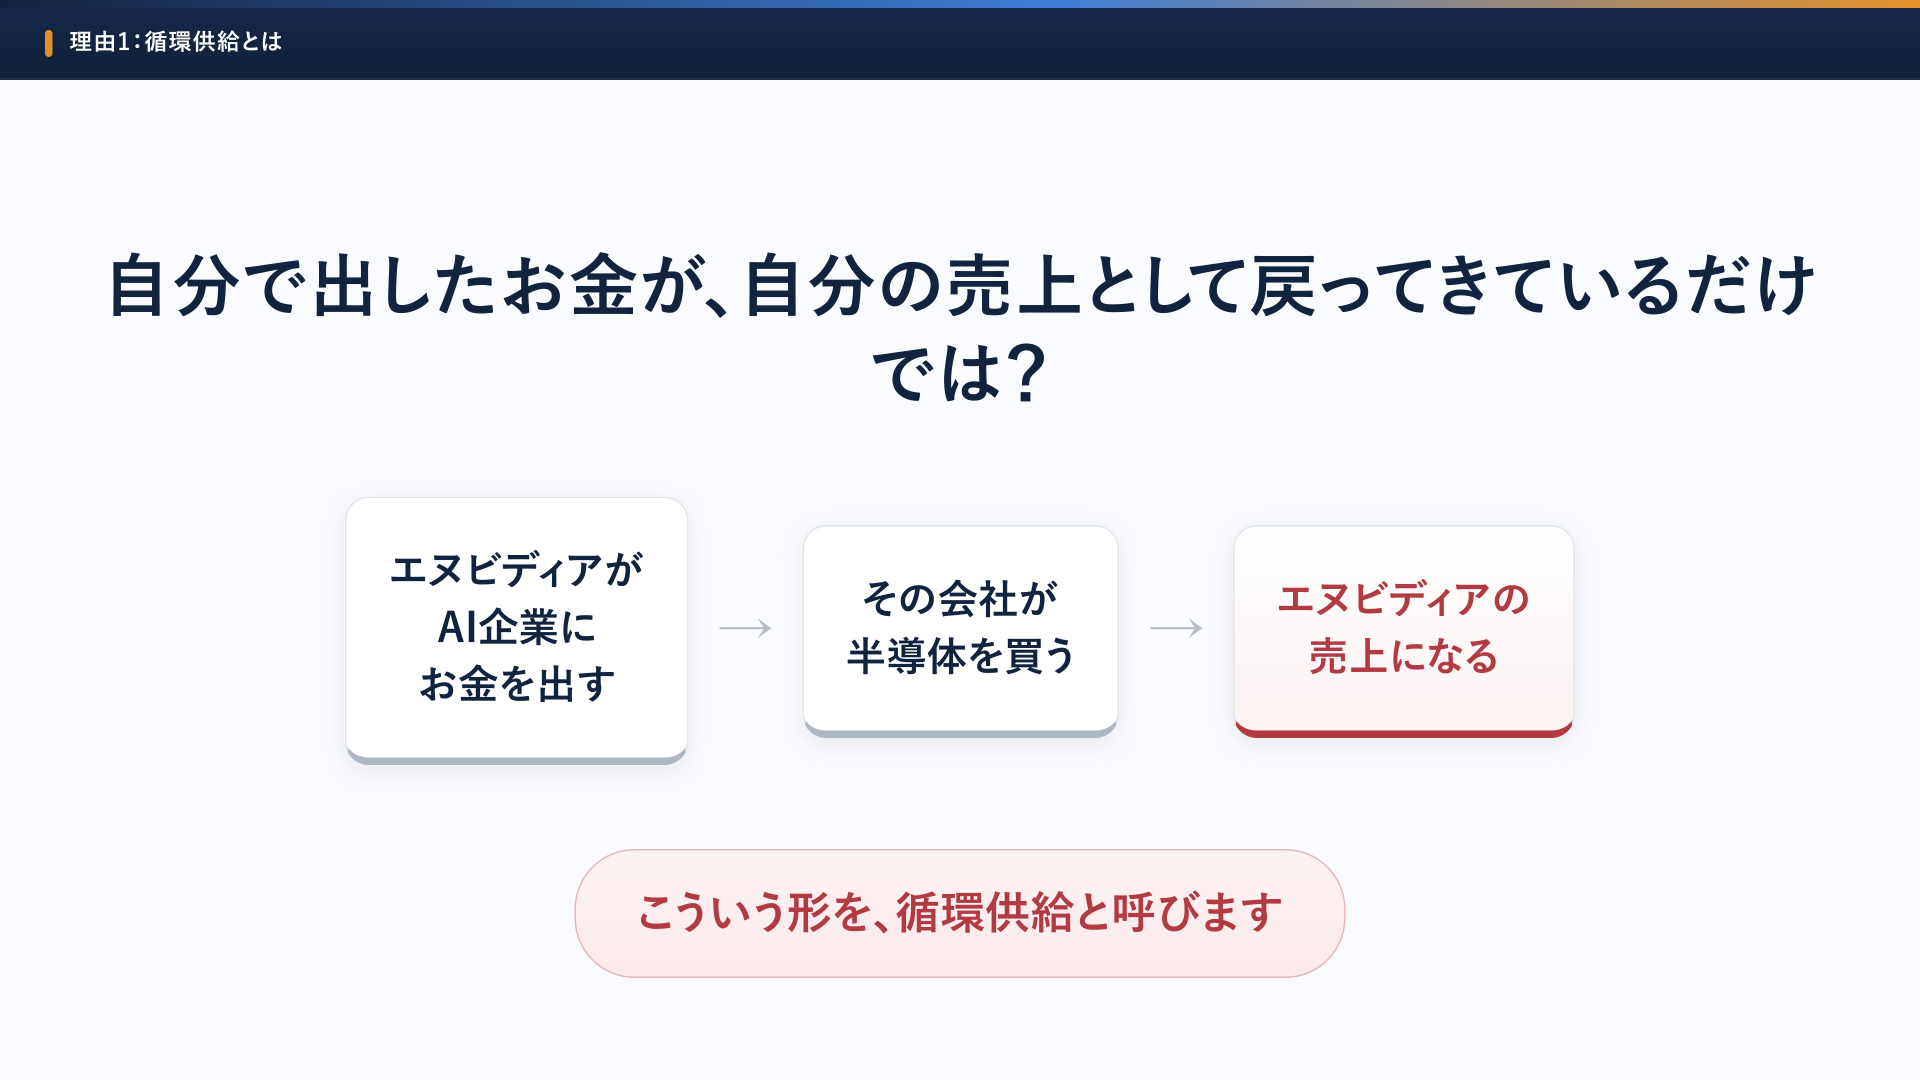 理由1：循環供給とは
自分で出したお金が、自分の売上として戻ってきているだけ
では？
エヌビディアが
AI企業に
お金を出す
その会社が
半導体を買う
エヌビディアの
売上になる
こういう形を、循環供給と呼びます